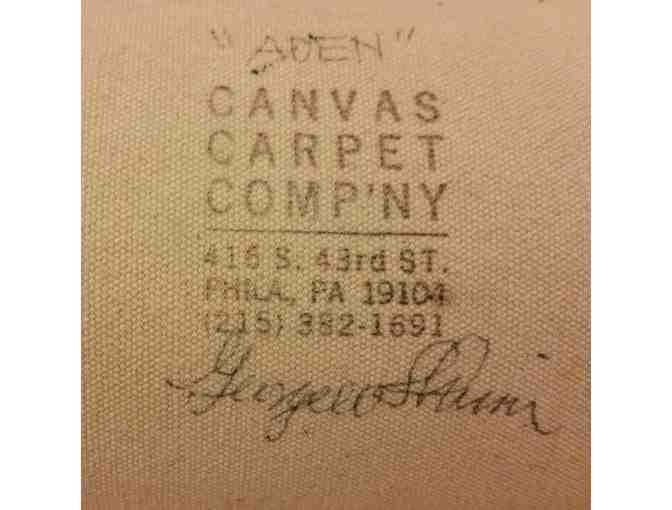 "ADEN"
CANVAS
CARPET
COMP'NY
416 S. 43rd ST.
PHILA, PA 19104
(215) 382-1691